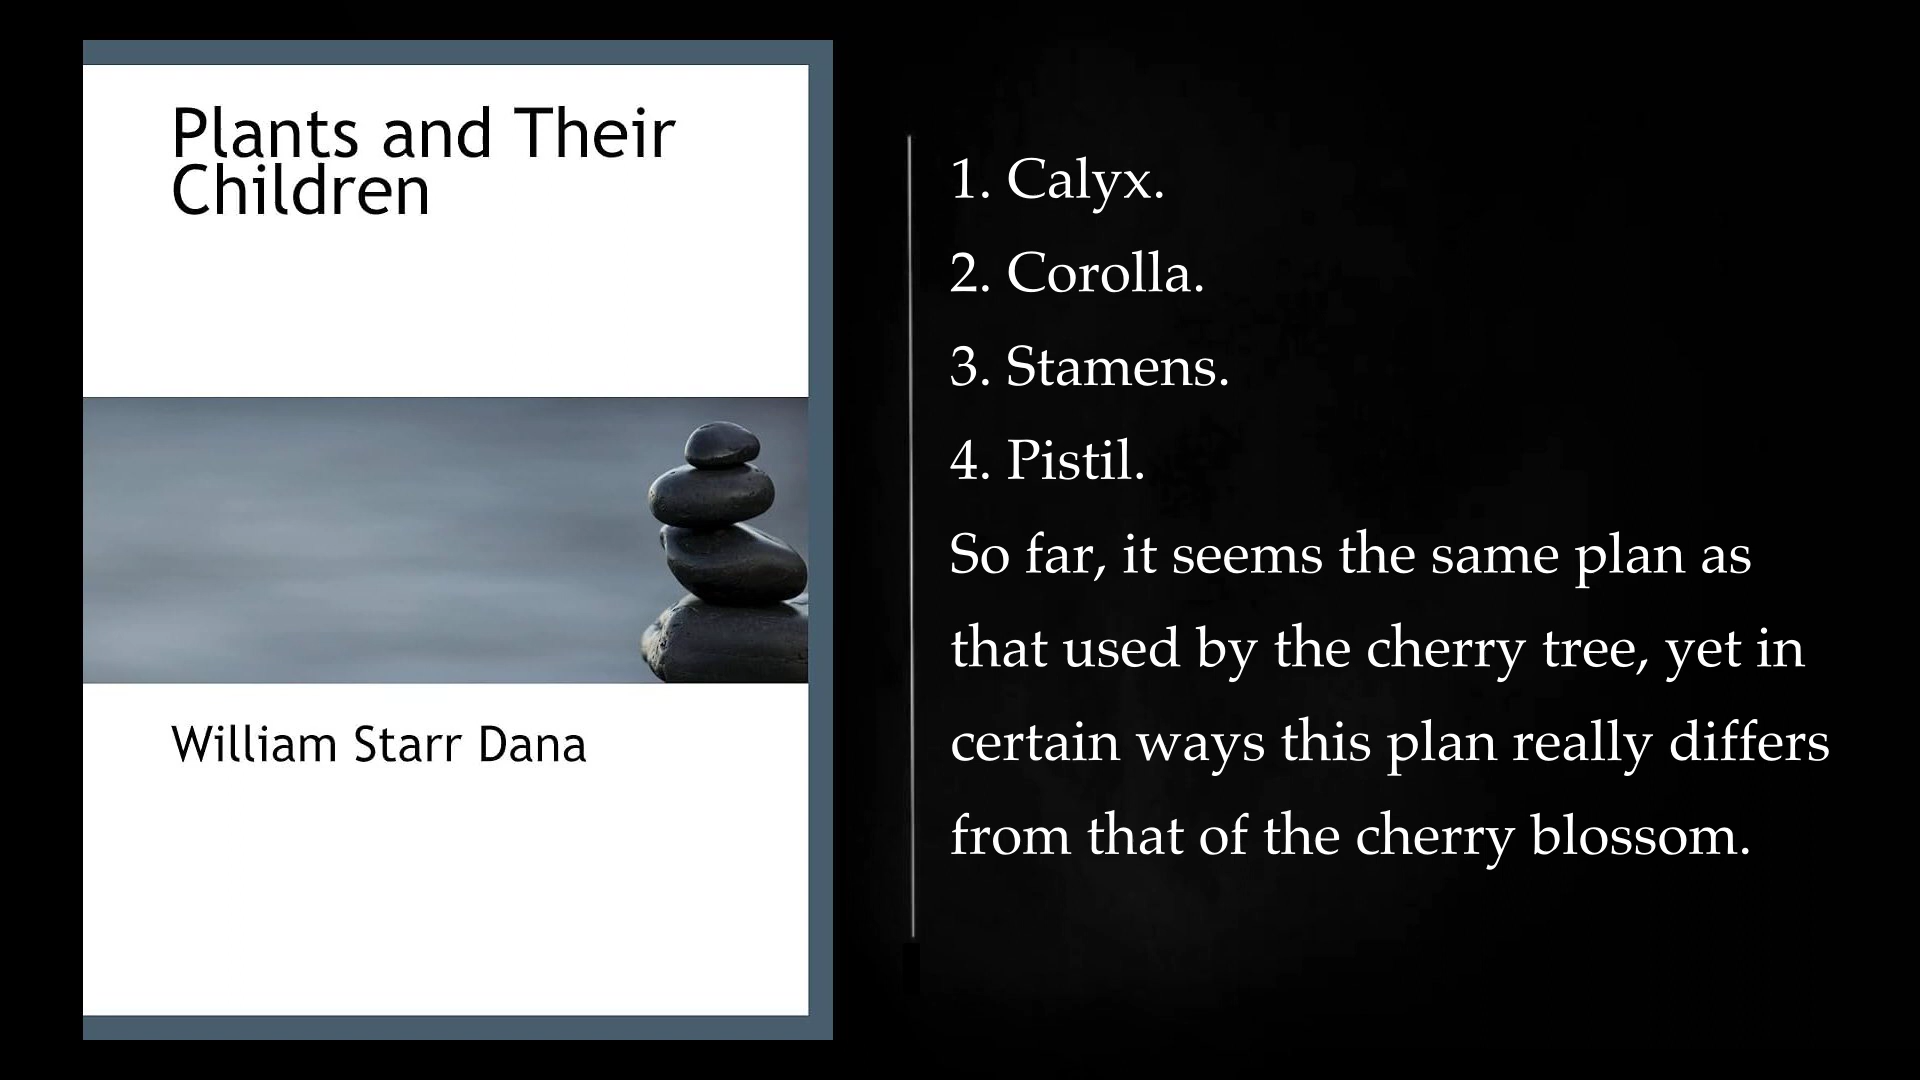 Plants and Their
Children
William Starr Dana
1. Calyx.
2. Corolla.
3. Stamens.
4. Pistil.
So far, it seems the same plan as
that used by the cherry tree, yet in
certain ways this plan really differs
from that of the cherry blossom.